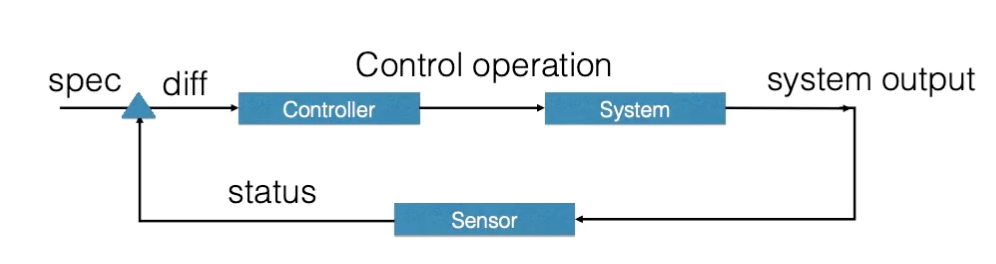 spec
diff
Control operation
system output
Controller
System
status
Sensor